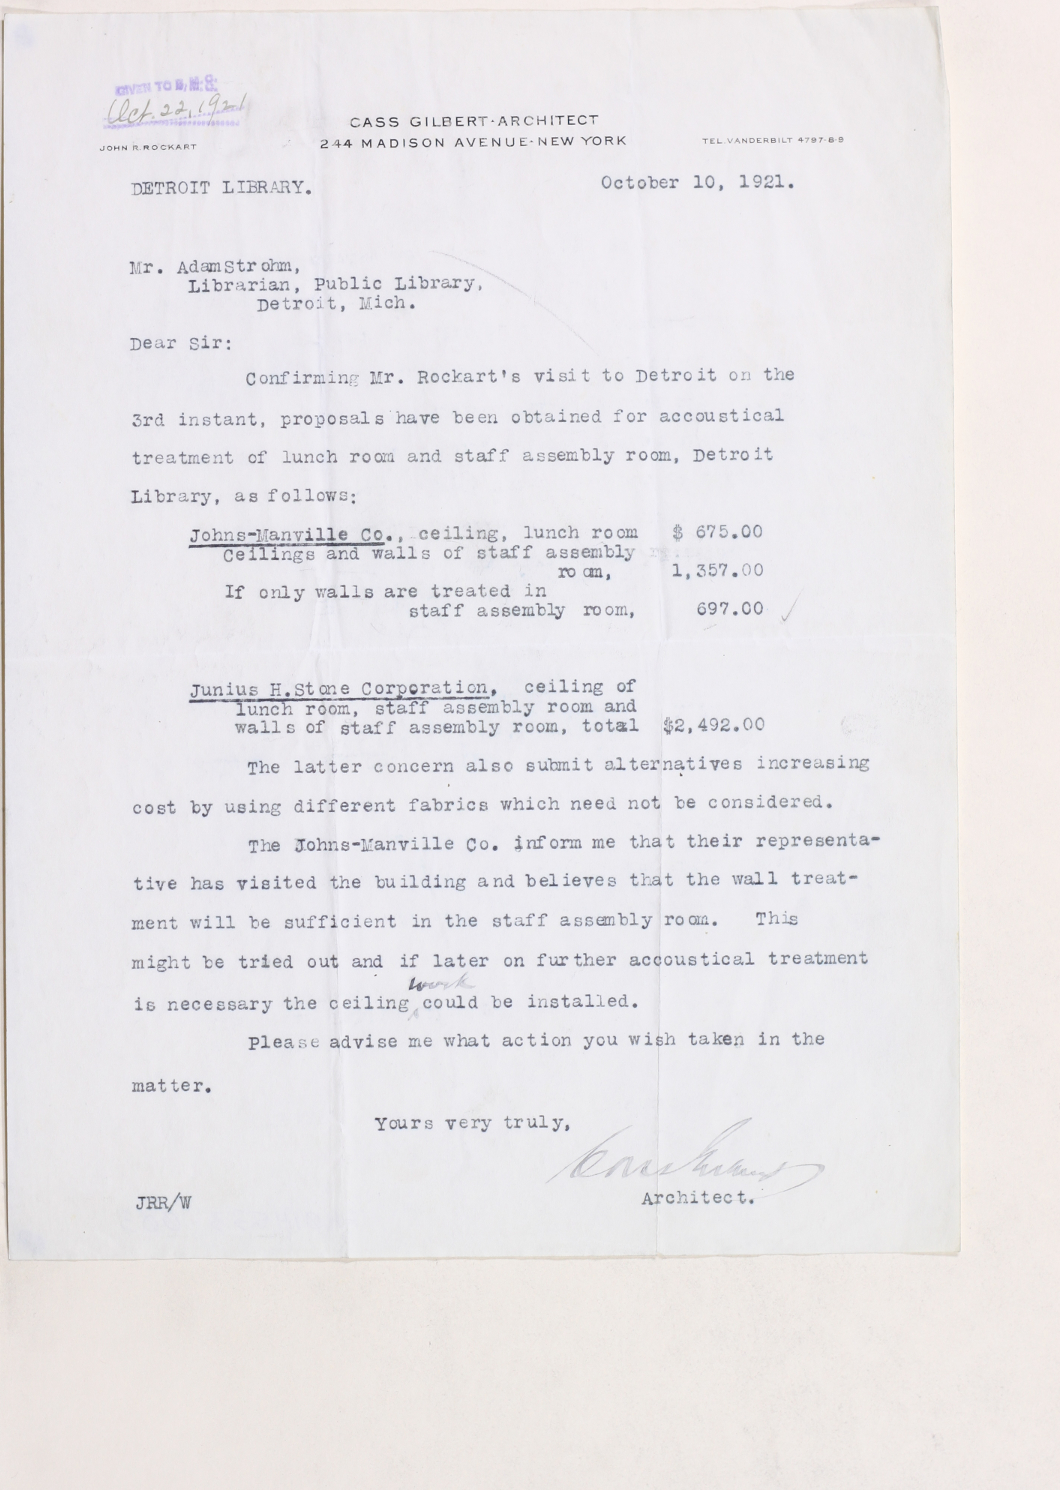 GIVEN TO
Oct. 22, 1921
CASS GILBERT·ARCHITECT
JOHN R. ROCKART
244 MADISON AVENUE·NEW YORK
TEL. VANDERBILT 4797-8-9
DETROIT LIBRARY.
October 10, 1921.
Mr. AdamStrohm,
Librarian, Public Library,
Detroit, Mich.
Dear Sir:
Confirming Mr. Rockart's visit to Detroit on the
3rd instant, proposals have been obtained for accoustical
treatment of lunch room and staff assembly room, Detroit
Library, as follows:
Johns-Manville Co., ceiling, lunch room $ 675.00
Ceilings and walls of staff assembly
room, 1,357.00
If only walls are treated in
staff assembly room, 697.00 ✓
Junius H.Stone Corporation, ceiling of
lunch room, staff assembly room and
walls of staff assembly room, total $2,492.00
The latter concern also submit alternatives increasing
cost by using different fabrics which need not be considered.
The Johns-Manville Co. inform me that their representa-
tive has visited the building and believes that the wall treat-
ment will be sufficient in the staff assembly room. This
might be tried out and if later on further accoustical treatment
work
is necessary the ceiling could be installed.
Please advise me what action you wish taken in the
matter.
Yours very truly,
Cass Gilbert
Architect.
JRR/W